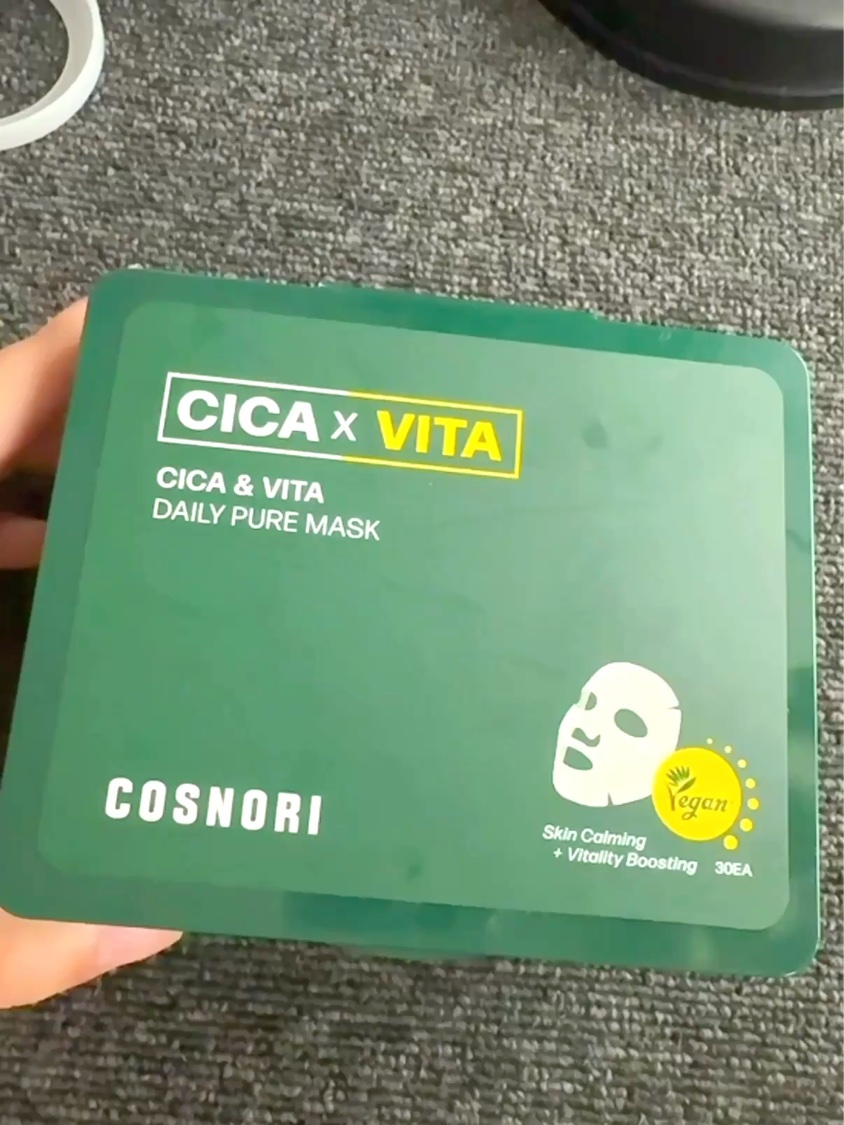 CICA X VITA
CICA & VITA
DAILY PURE MASK
COSNORI
Vegan
Skin Calming
+ Vitality Boosting 30EA